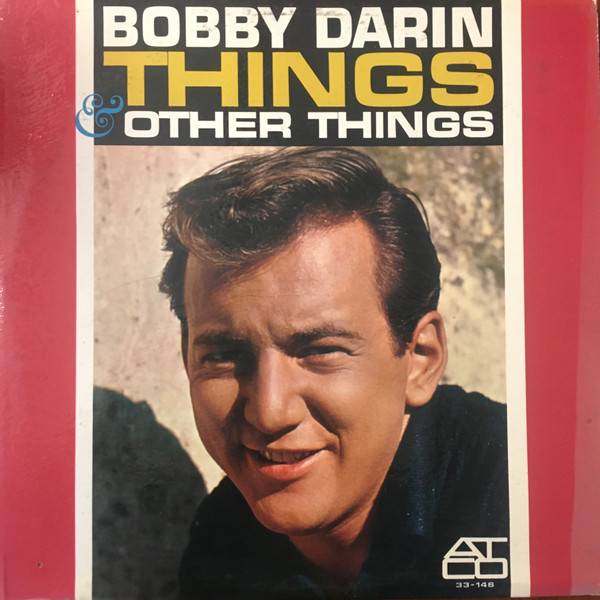 BOBBY DARIN
THINGS
& OTHER THINGS
ATCO
33-146